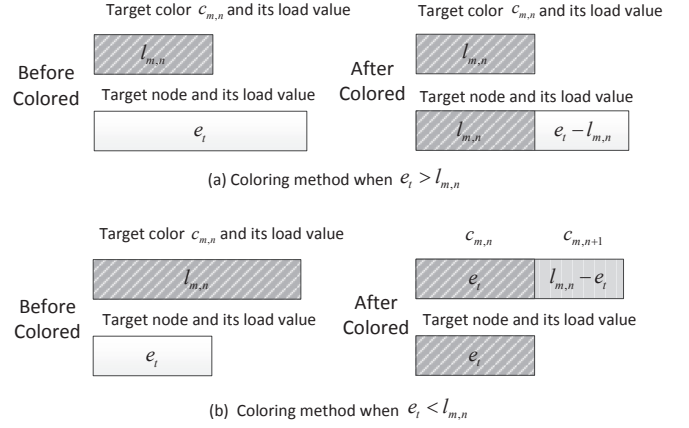 Target color c_{m,n} and its load value
l_{m,n}
Before
Colored
Target node and its load value
e_t
Target color c_{m,n} and its load value
l_{m,n}
After
Colored
Target node and its load value
l_{m,n}
e_t − l_{m,n}
(a) Coloring method when e_t > l_{m,n}
Target color c_{m,n} and its load value
l_{m,n}
Before
Colored
Target node and its load value
e_t
c_{m,n}
c_{m,n+1}
e_t
l_{m,n} − e_t
After
Colored
Target node and its load value
e_t
(b) Coloring method when e_t < l_{m,n}